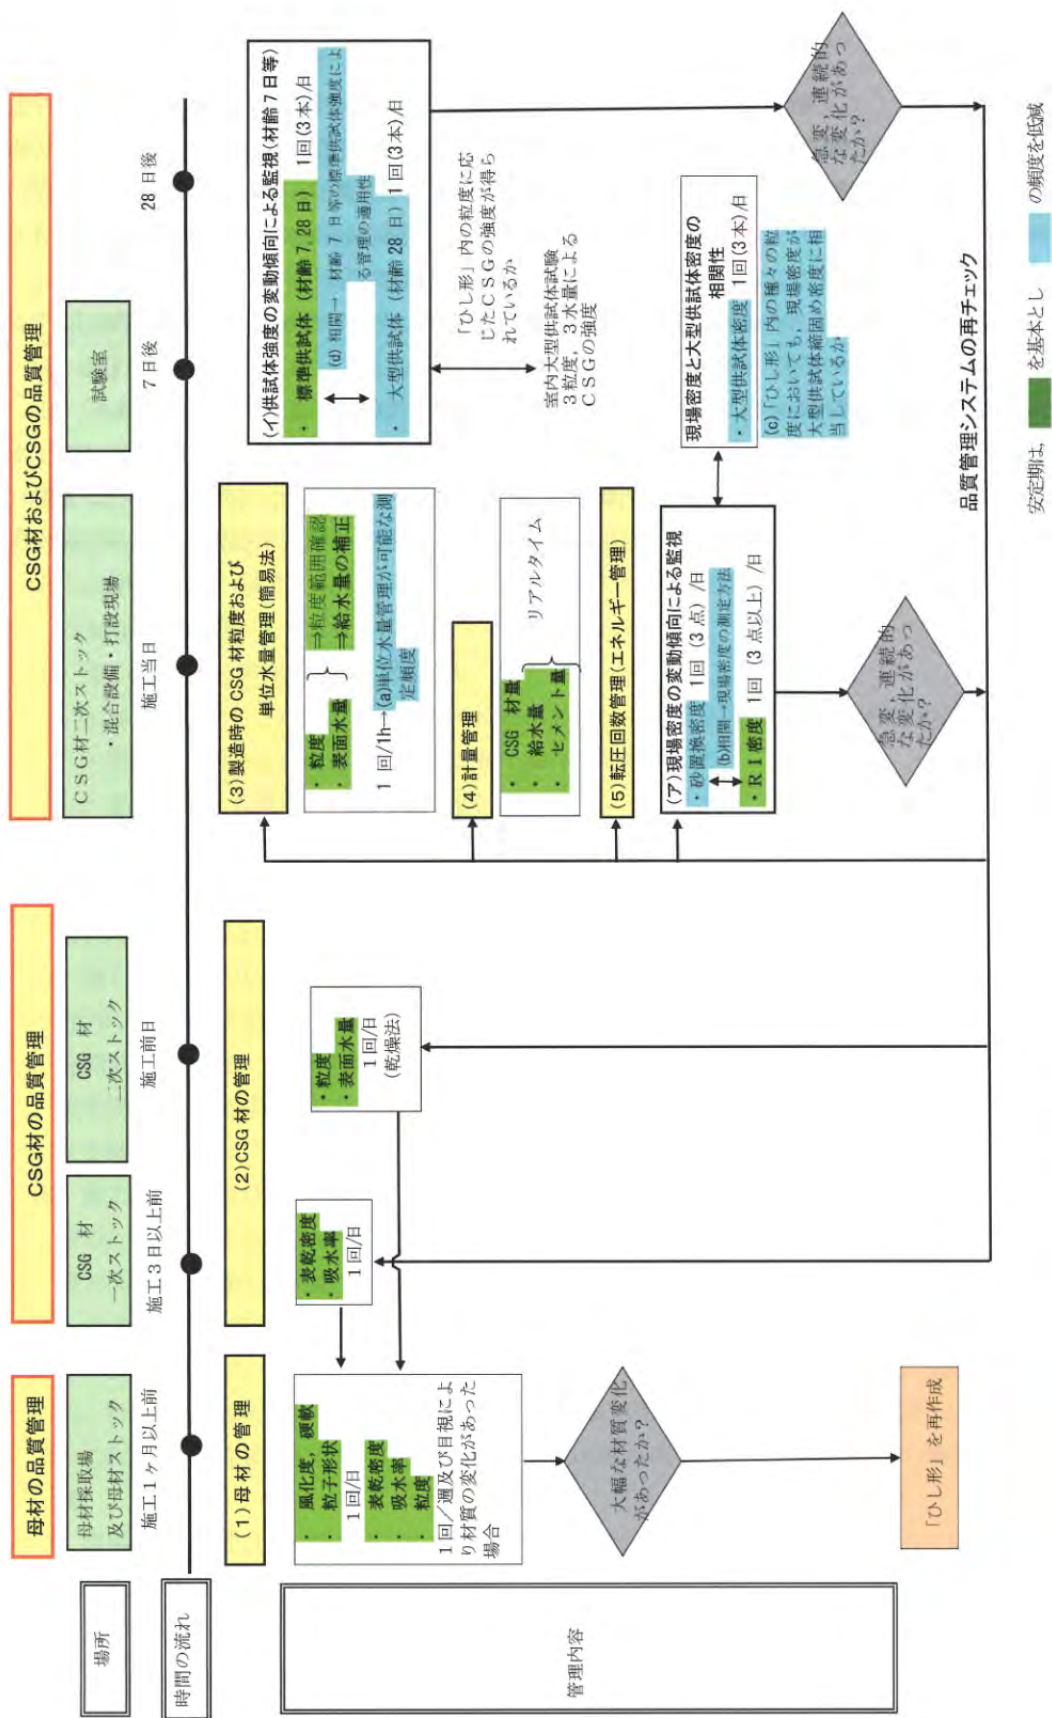 母材の品質管理
CSG材の品質管理
CSG材およびCSGの品質管理
場所
母材採取場
及び母材ストック
CSG 材
一次ストック
CSG 材
二次ストック
CSG材二次ストック
・混合設備・打設現場
試験室
時間の流れ
施工1ヶ月以上前
施工3日以上前
施工前日
施工当日
7日後
28日後
管理内容
(1)母材の管理
・ 風化度，硬軟
・ 粒子形状
1回/日
・ 表乾密度
・ 吸水率
・ 粒度
1回／週及び目視によ
り材質の変化があった
場合
大幅な材質変化
があったか？
「ひし形」を再作成
(2)CSG材の管理
・ 表乾密度
・ 吸水率
1回/日
・粒度
・表面水量
1回/日
(乾燥法)
(3)製造時のCSG材粒度および
単位水量管理(簡易法)
・ 粒度
・ 表面水量
⇒粒度範囲確認
⇒給水量の補正
1回/1h→(a)単位水量管理が可能な測
定頻度
(4)計量管理
・ CSG 材量
・ 給水量
・ セメント量
リアルタイム
(5)転圧回数管理(エネルギー管理)
(ア)現場密度の変動傾向による監視
・砂置換密度 1回（3点）/日
(b)相関→現場密度の測定方法
・RI密度 1回（3点以上）/日
急変，連続的
な変化があっ
たか？
(イ)供試体強度の変動傾向による監視(材齢7日等)
・ 標準供試体（材齢7,28日） 1回(3本)/日
(d) 相関→ 材齢7日等の標準供試体強度によ
る管理の適用性
・ 大型供試体（材齢28日）1回(3本)/日
「ひし形」内の粒度に応
じたCSGの強度が得ら
れているか
室内大型供試体試験
3粒度，3水量による
CSGの強度
現場密度と大型供試体密度の
相関性
・大型供試体密度 1回(3本)/日
(c)「ひし形」内の種々の粒
度においても，現場密度が
大型供試体締固め密度に相
当しているか
急変，連続的
な変化があっ
たか？
品質管理システムの再チェック
安定期は， を基本とし の頻度を低減